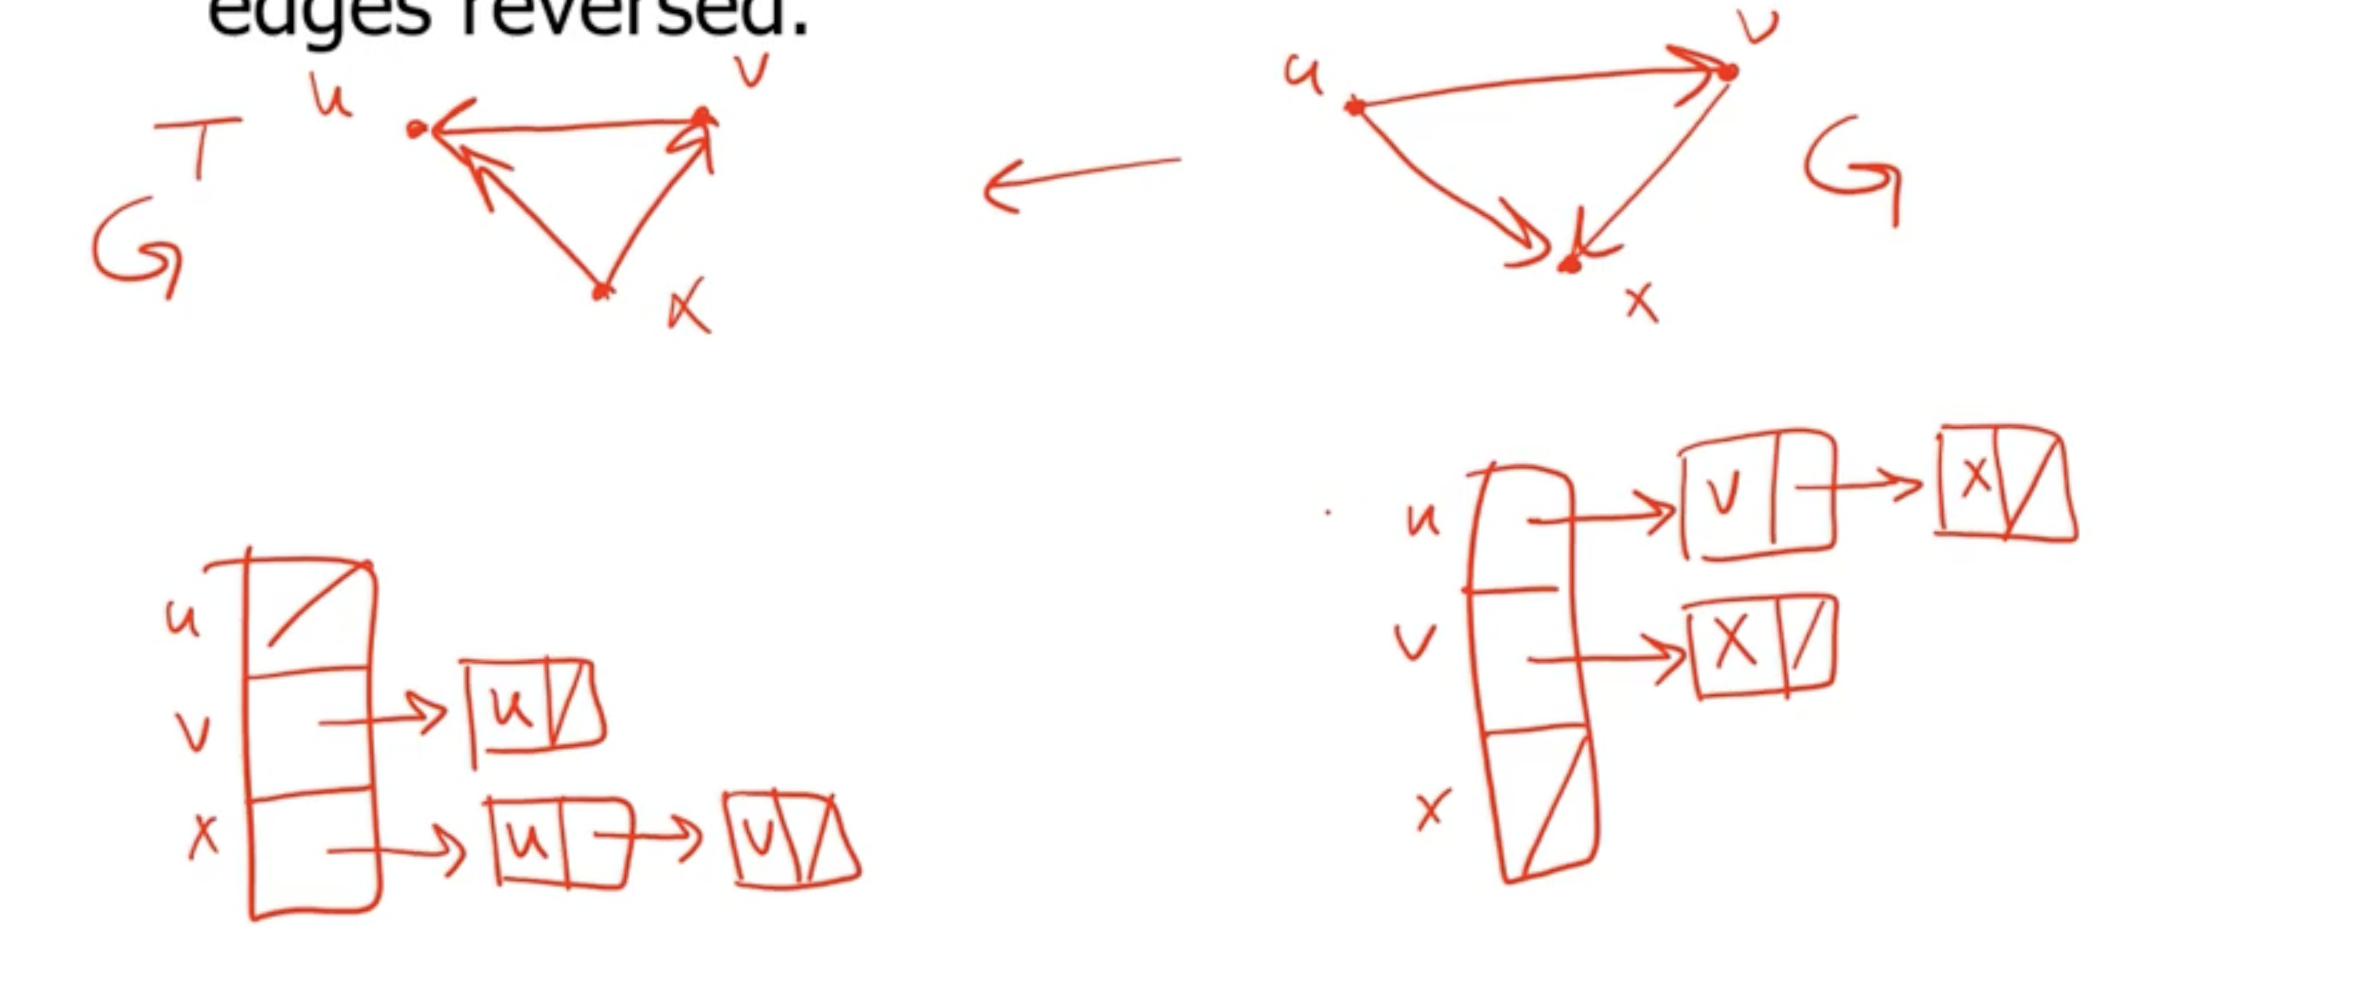 edges reversed.
u v u v
G^T G
x x
u → v → x
v → x
x
u
v → u
x → u → v